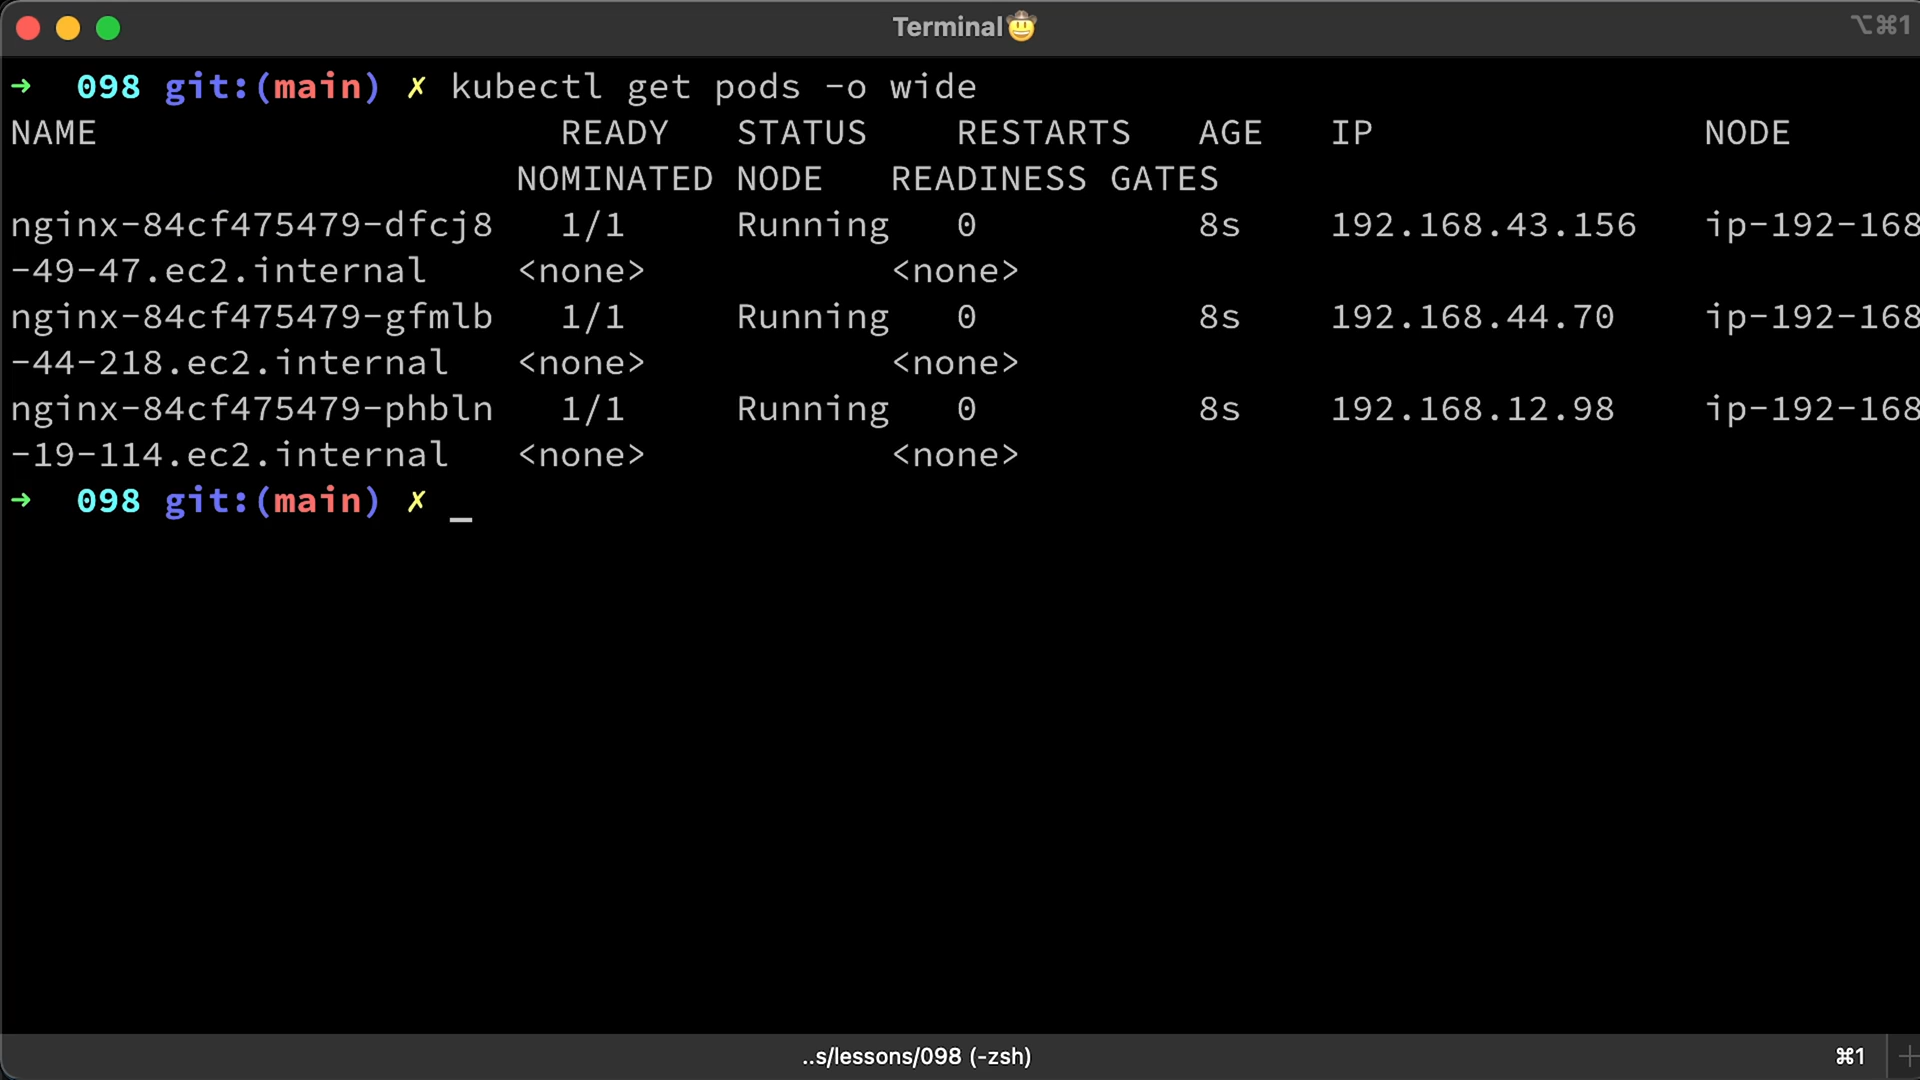 Terminal🤠
⌥⌘1
➜ 098 git:(main) ✗ kubectl get pods -o wide
NAME READY STATUS RESTARTS AGE IP NODE
NOMINATED NODE READINESS GATES
nginx-84cf475479-dfcj8 1/1 Running 0 8s 192.168.43.156 ip-192-168
-49-47.ec2.internal <none> <none>
nginx-84cf475479-gfmlb 1/1 Running 0 8s 192.168.44.70 ip-192-168
-44-218.ec2.internal <none> <none>
nginx-84cf475479-phbln 1/1 Running 0 8s 192.168.12.98 ip-192-168
-19-114.ec2.internal <none> <none>
➜ 098 git:(main) ✗ _
..s/lessons/098 (-zsh)
⌘1